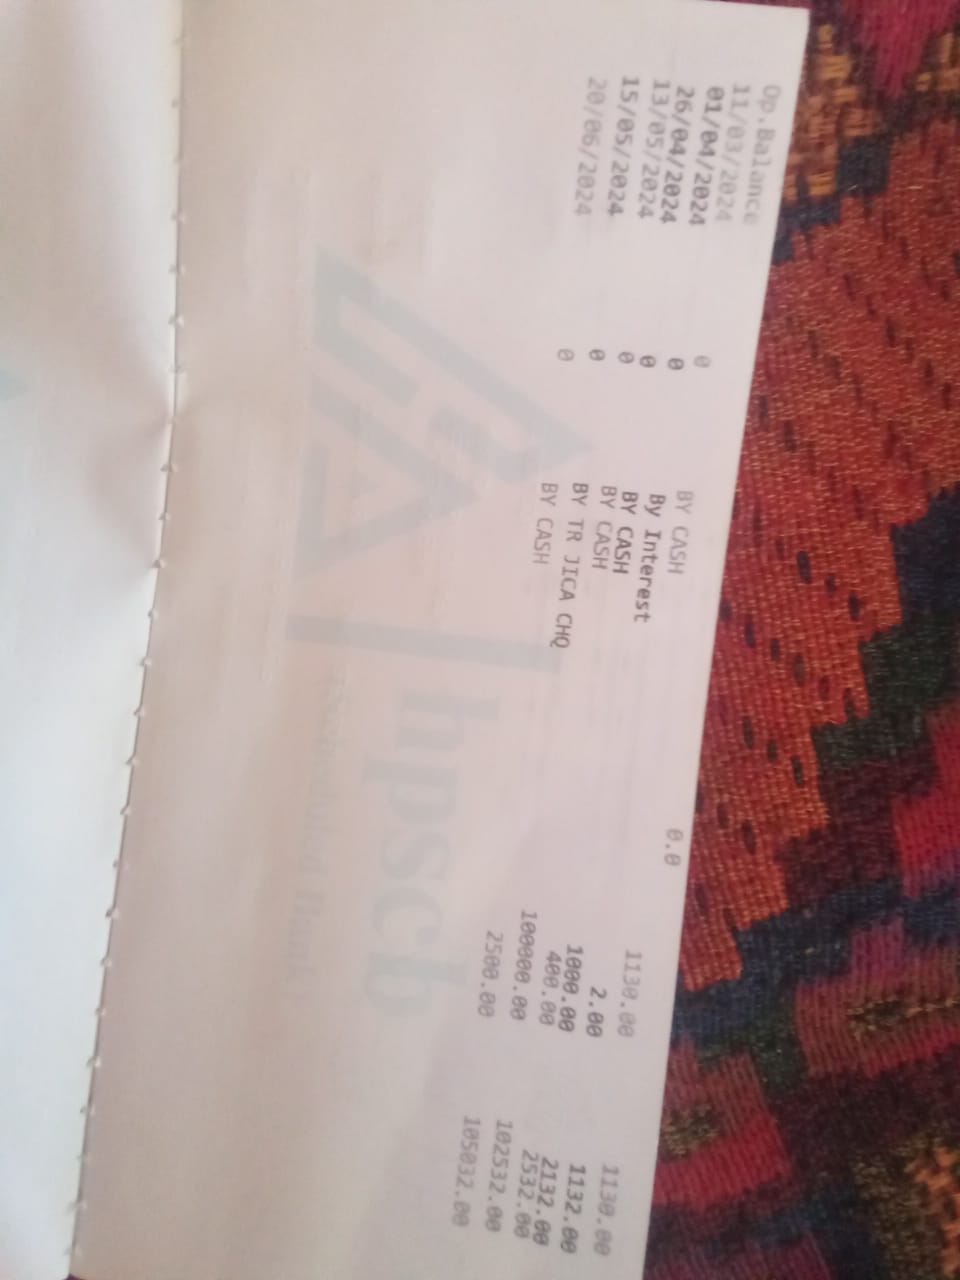 Op.Balance 0.0
11/03/2024 0 BY CASH 1130.00 1130.00
01/04/2024 0 By Interest 2.00 1132.00
26/04/2024 0 BY CASH 1000.00 2132.00
13/05/2024 0 BY CASH 400.00 2532.00
15/05/2024 0 BY TR JICA CHQ 100000.00 102532.00
20/06/2024 0 BY CASH 2500.00 105032.00
hpscb